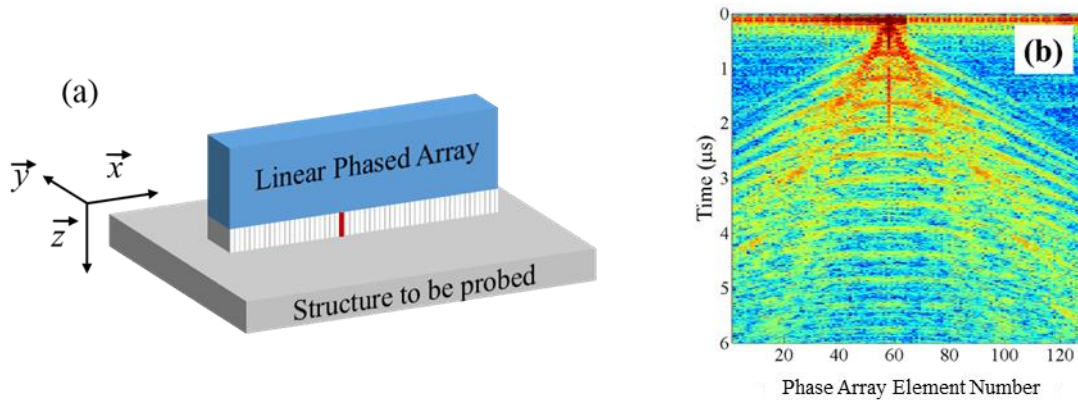 (a)
Linear Phased Array
x
y
z
Structure to be probed
(b)
0
1
2
3
4
5
6
Time (μs)
20 40 60 80 100 120
Phase Array Element Number